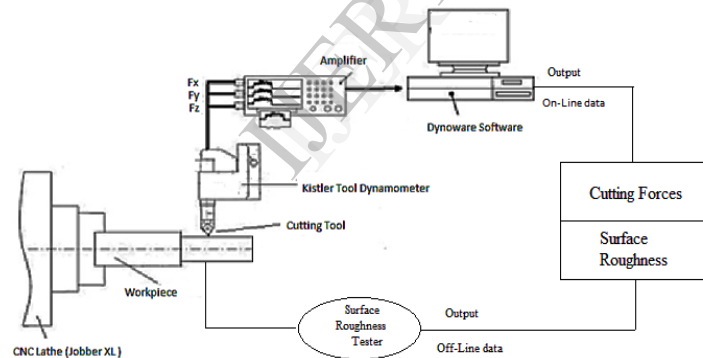 Amplifier
Fx
Fy
Fz
Output
On-Line data
Dynoware Software
Kistler Tool Dynamometer
Cutting Tool
Cutting Forces
Surface
Roughness
Workpiece
Surface
Roughness
Tester
Output
Off-Line data
CNC Lathe (Jobber XL)
IJERT